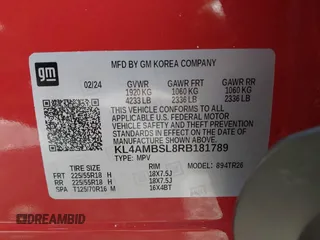 gm
MFD BY GM KOREA COMPANY
02/24 GVWR GAWR FRT GAWR RR
1920 KG 1060 KG 1060 KG
4233 LB 2336 LB 2336 LB
THIS VEHICLE CONFORMS TO ALL
APPLICABLE U.S. FEDERAL MOTOR
VEHICLE SAFETY AND THEFT PREVENTION
STANDARDS IN EFFECT ON THE DATE OF
MANUFACTURE SHOWN ABOVE.
KL4AMBSL8RB181789
TYPE: MPV MODEL: 894TR26
TIRE SIZE RIM
FRT 225/55R18 H 18X7.5J
RR 225/55R18 H 18X7.5J
SP T125/70R16 M 16X4BT
©DREAMBID